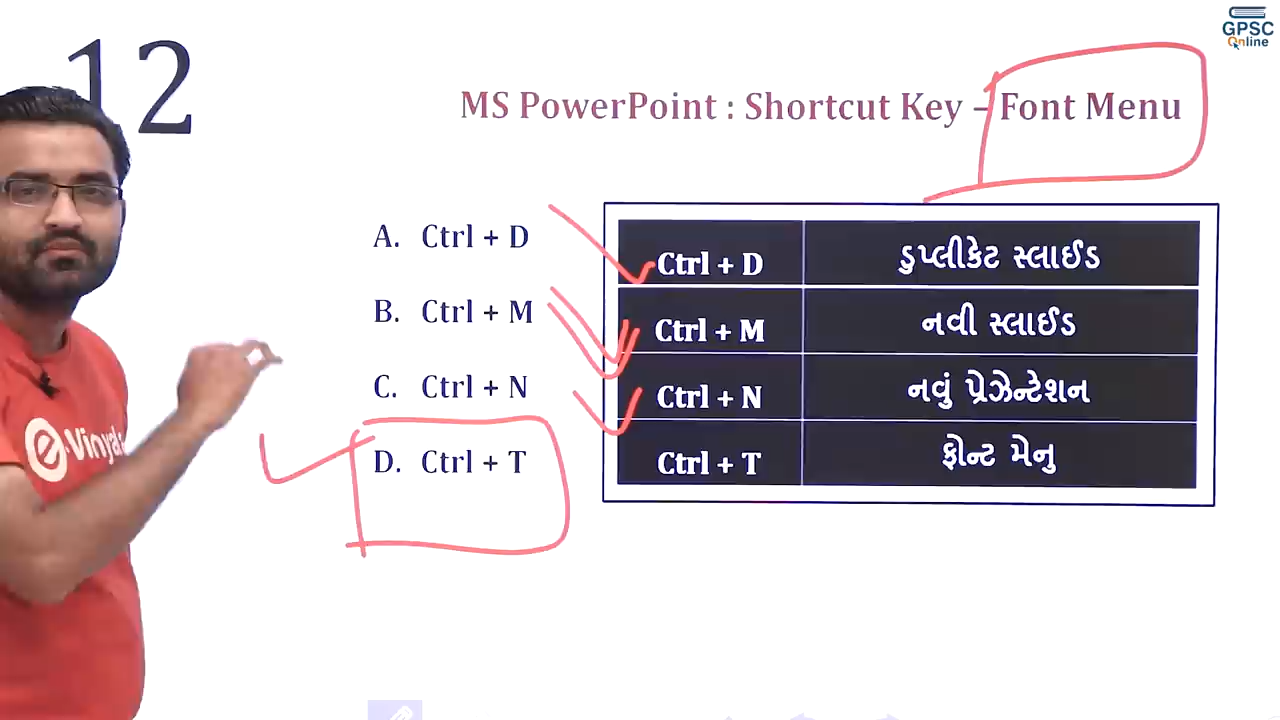 GPSC
Online
12
MS PowerPoint : Shortcut Key – Font Menu
A. Ctrl + D
B. Ctrl + M
C. Ctrl + N
D. Ctrl + T
Ctrl + D ડુપ્લીકેટ સ્લાઈડ
Ctrl + M નવી સ્લાઈડ
Ctrl + N નવું પ્રેઝેન્ટેશન
Ctrl + T ફોન્ટ મેનુ